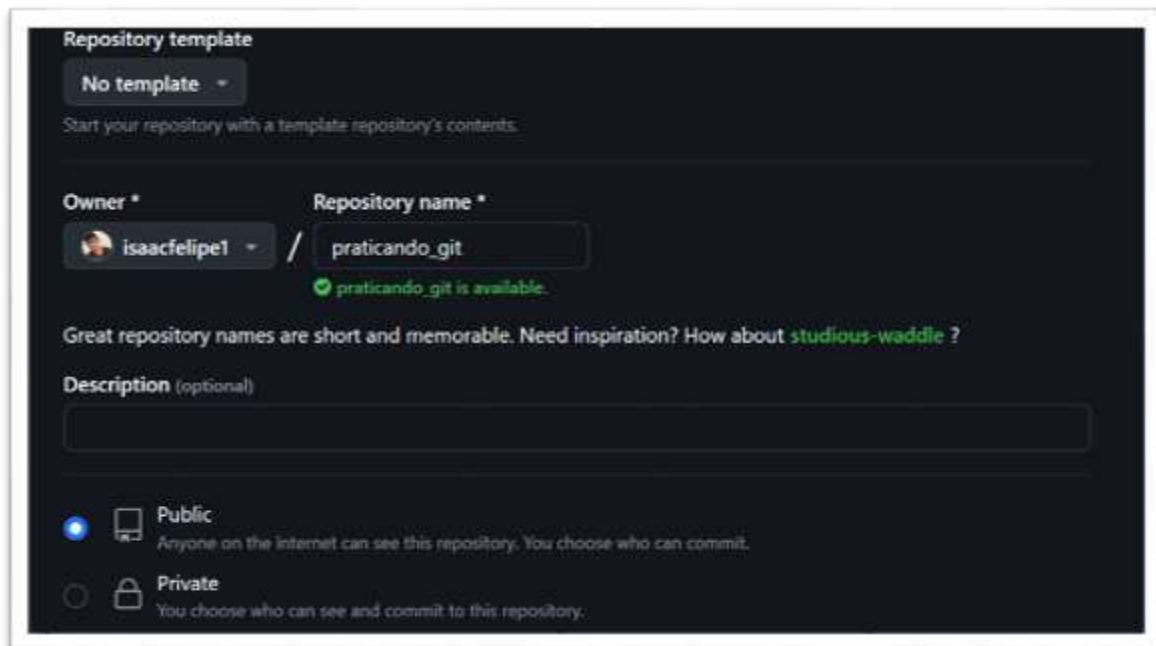 Repository template
No template
Start your repository with a template repository's contents.
Owner * Repository name *
isaacfelipe1 / praticando_git
praticando_git is available.
Great repository names are short and memorable. Need inspiration? How about studious-waddle ?
Description (optional)
Public
Anyone on the internet can see this repository. You choose who can commit.
Private
You choose who can see and commit to this repository.